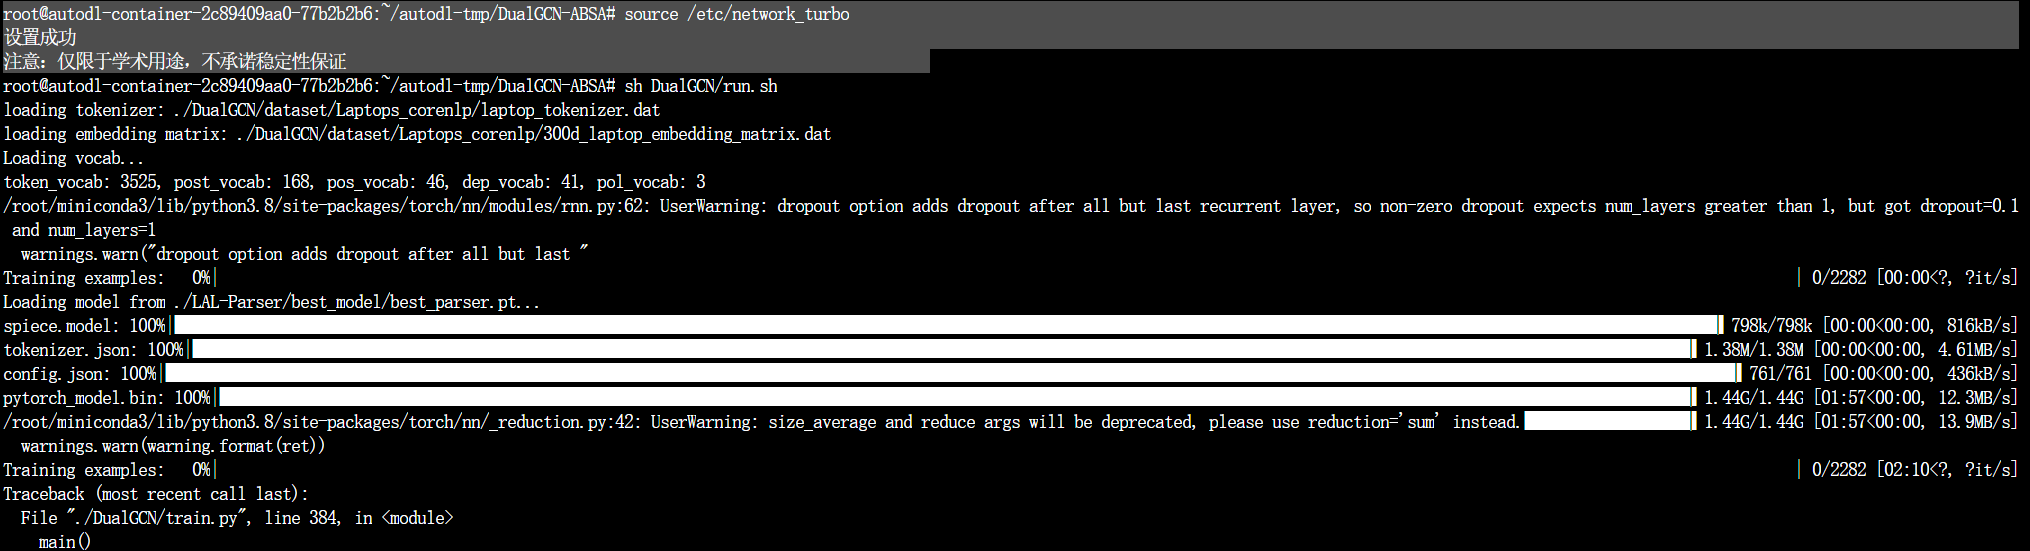 root@autodl-container-2c89409aa0-77b2b2b6:~/autodl-tmp/DualGCN-ABSA# source /etc/network_turbo
设置成功
注意：仅限于学术用途，不承诺稳定性保证
root@autodl-container-2c89409aa0-77b2b2b6:~/autodl-tmp/DualGCN-ABSA# sh DualGCN/run.sh
loading tokenizer: ./DualGCN/dataset/Laptops_corenlp/laptop_tokenizer.dat
loading embedding matrix: ./DualGCN/dataset/Laptops_corenlp/300d_laptop_embedding_matrix.dat
Loading vocab...
token_vocab: 3525, post_vocab: 168, pos_vocab: 46, dep_vocab: 41, pol_vocab: 3
/root/miniconda3/lib/python3.8/site-packages/torch/nn/modules/rnn.py:62: UserWarning: dropout option adds dropout after all but last recurrent layer, so non-zero dropout expects num_layers greater than 1, but got dropout=0.1
 and num_layers=1
  warnings.warn("dropout option adds dropout after all but last "
Training examples:   0%| | 0/2282 [00:00<?, ?it/s]
Loading model from ./LAL-Parser/best_model/best_parser.pt...
spiece.model: 100%| | 798k/798k [00:00<00:00, 816kB/s]
tokenizer.json: 100%| | 1.38M/1.38M [00:00<00:00, 4.61MB/s]
config.json: 100%| | 761/761 [00:00<00:00, 436kB/s]
pytorch_model.bin: 100%| | 1.44G/1.44G [01:57<00:00, 12.3MB/s]
/root/miniconda3/lib/python3.8/site-packages/torch/nn/_reduction.py:42: UserWarning: size_average and reduce args will be deprecated, please use reduction='sum' instead. | 1.44G/1.44G [01:57<00:00, 13.9MB/s]
  warnings.warn(warning.format(ret))
Training examples:   0%| | 0/2282 [02:10<?, ?it/s]
Traceback (most recent call last):
  File "./DualGCN/train.py", line 384, in <module>
    main()